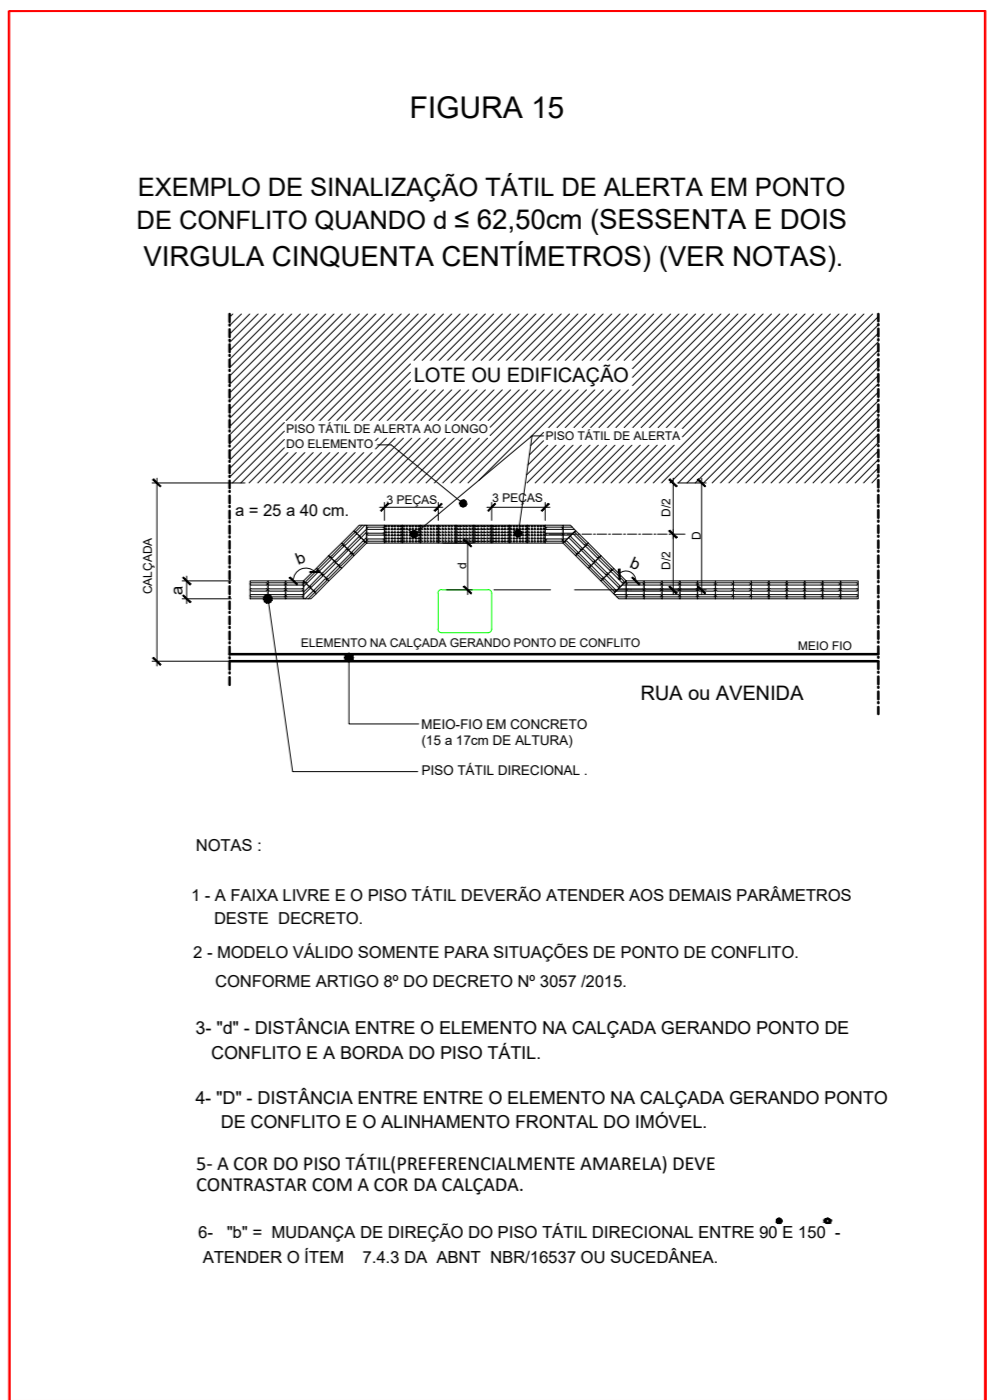 FIGURA 15
EXEMPLO DE SINALIZAÇÃO TÁTIL DE ALERTA EM PONTO
DE CONFLITO QUANDO d ≤ 62,50cm (SESSENTA E DOIS
VIRGULA CINQUENTA CENTÍMETROS) (VER NOTAS).
LOTE OU EDIFICAÇÃO
PISO TÁTIL DE ALERTA AO LONGO
DO ELEMENTO
PISO TÁTIL DE ALERTA
3 PEÇAS
3 PEÇAS
a = 25 a 40 cm.
D/2
D
D/2
CALÇADA
a
b
d
b
ELEMENTO NA CALÇADA GERANDO PONTO DE CONFLITO
MEIO FIO
RUA ou AVENIDA
MEIO-FIO EM CONCRETO
(15 a 17cm DE ALTURA)
PISO TÁTIL DIRECIONAL .
NOTAS :
1 - A FAIXA LIVRE E O PISO TÁTIL DEVERÃO ATENDER AOS DEMAIS PARÂMETROS
DESTE DECRETO.
2 - MODELO VÁLIDO SOMENTE PARA SITUAÇÕES DE PONTO DE CONFLITO.
CONFORME ARTIGO 8º DO DECRETO Nº 3057 /2015.
3- "d" - DISTÂNCIA ENTRE O ELEMENTO NA CALÇADA GERANDO PONTO DE
CONFLITO E A BORDA DO PISO TÁTIL.
4- "D" - DISTÂNCIA ENTRE ENTRE O ELEMENTO NA CALÇADA GERANDO PONTO
DE CONFLITO E O ALINHAMENTO FRONTAL DO IMÓVEL.
5- A COR DO PISO TÁTIL(PREFERENCIALMENTE AMARELA) DEVE
CONTRASTAR COM A COR DA CALÇADA.
6- "b" = MUDANÇA DE DIREÇÃO DO PISO TÁTIL DIRECIONAL ENTRE 90° E 150° -
ATENDER O ÍTEM 7.4.3 DA ABNT NBR/16537 OU SUCEDÂNEA.